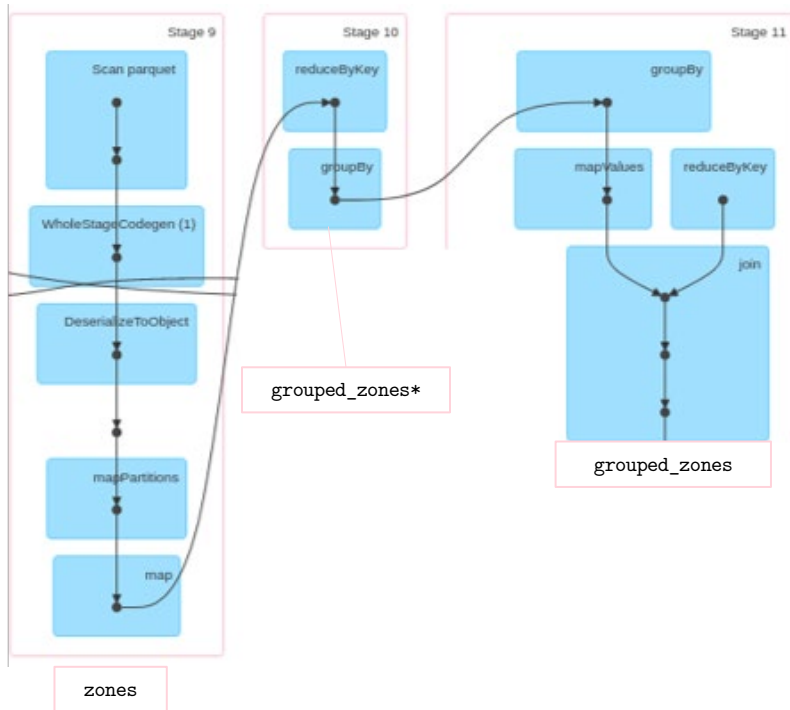 Stage 9
Scan parquet
WholeStageCodegen (1)
DeserializeToObject
mapPartitions
map
zones
Stage 10
reduceByKey
groupBy
grouped_zones*
Stage 11
groupBy
mapValues
reduceByKey
join
grouped_zones